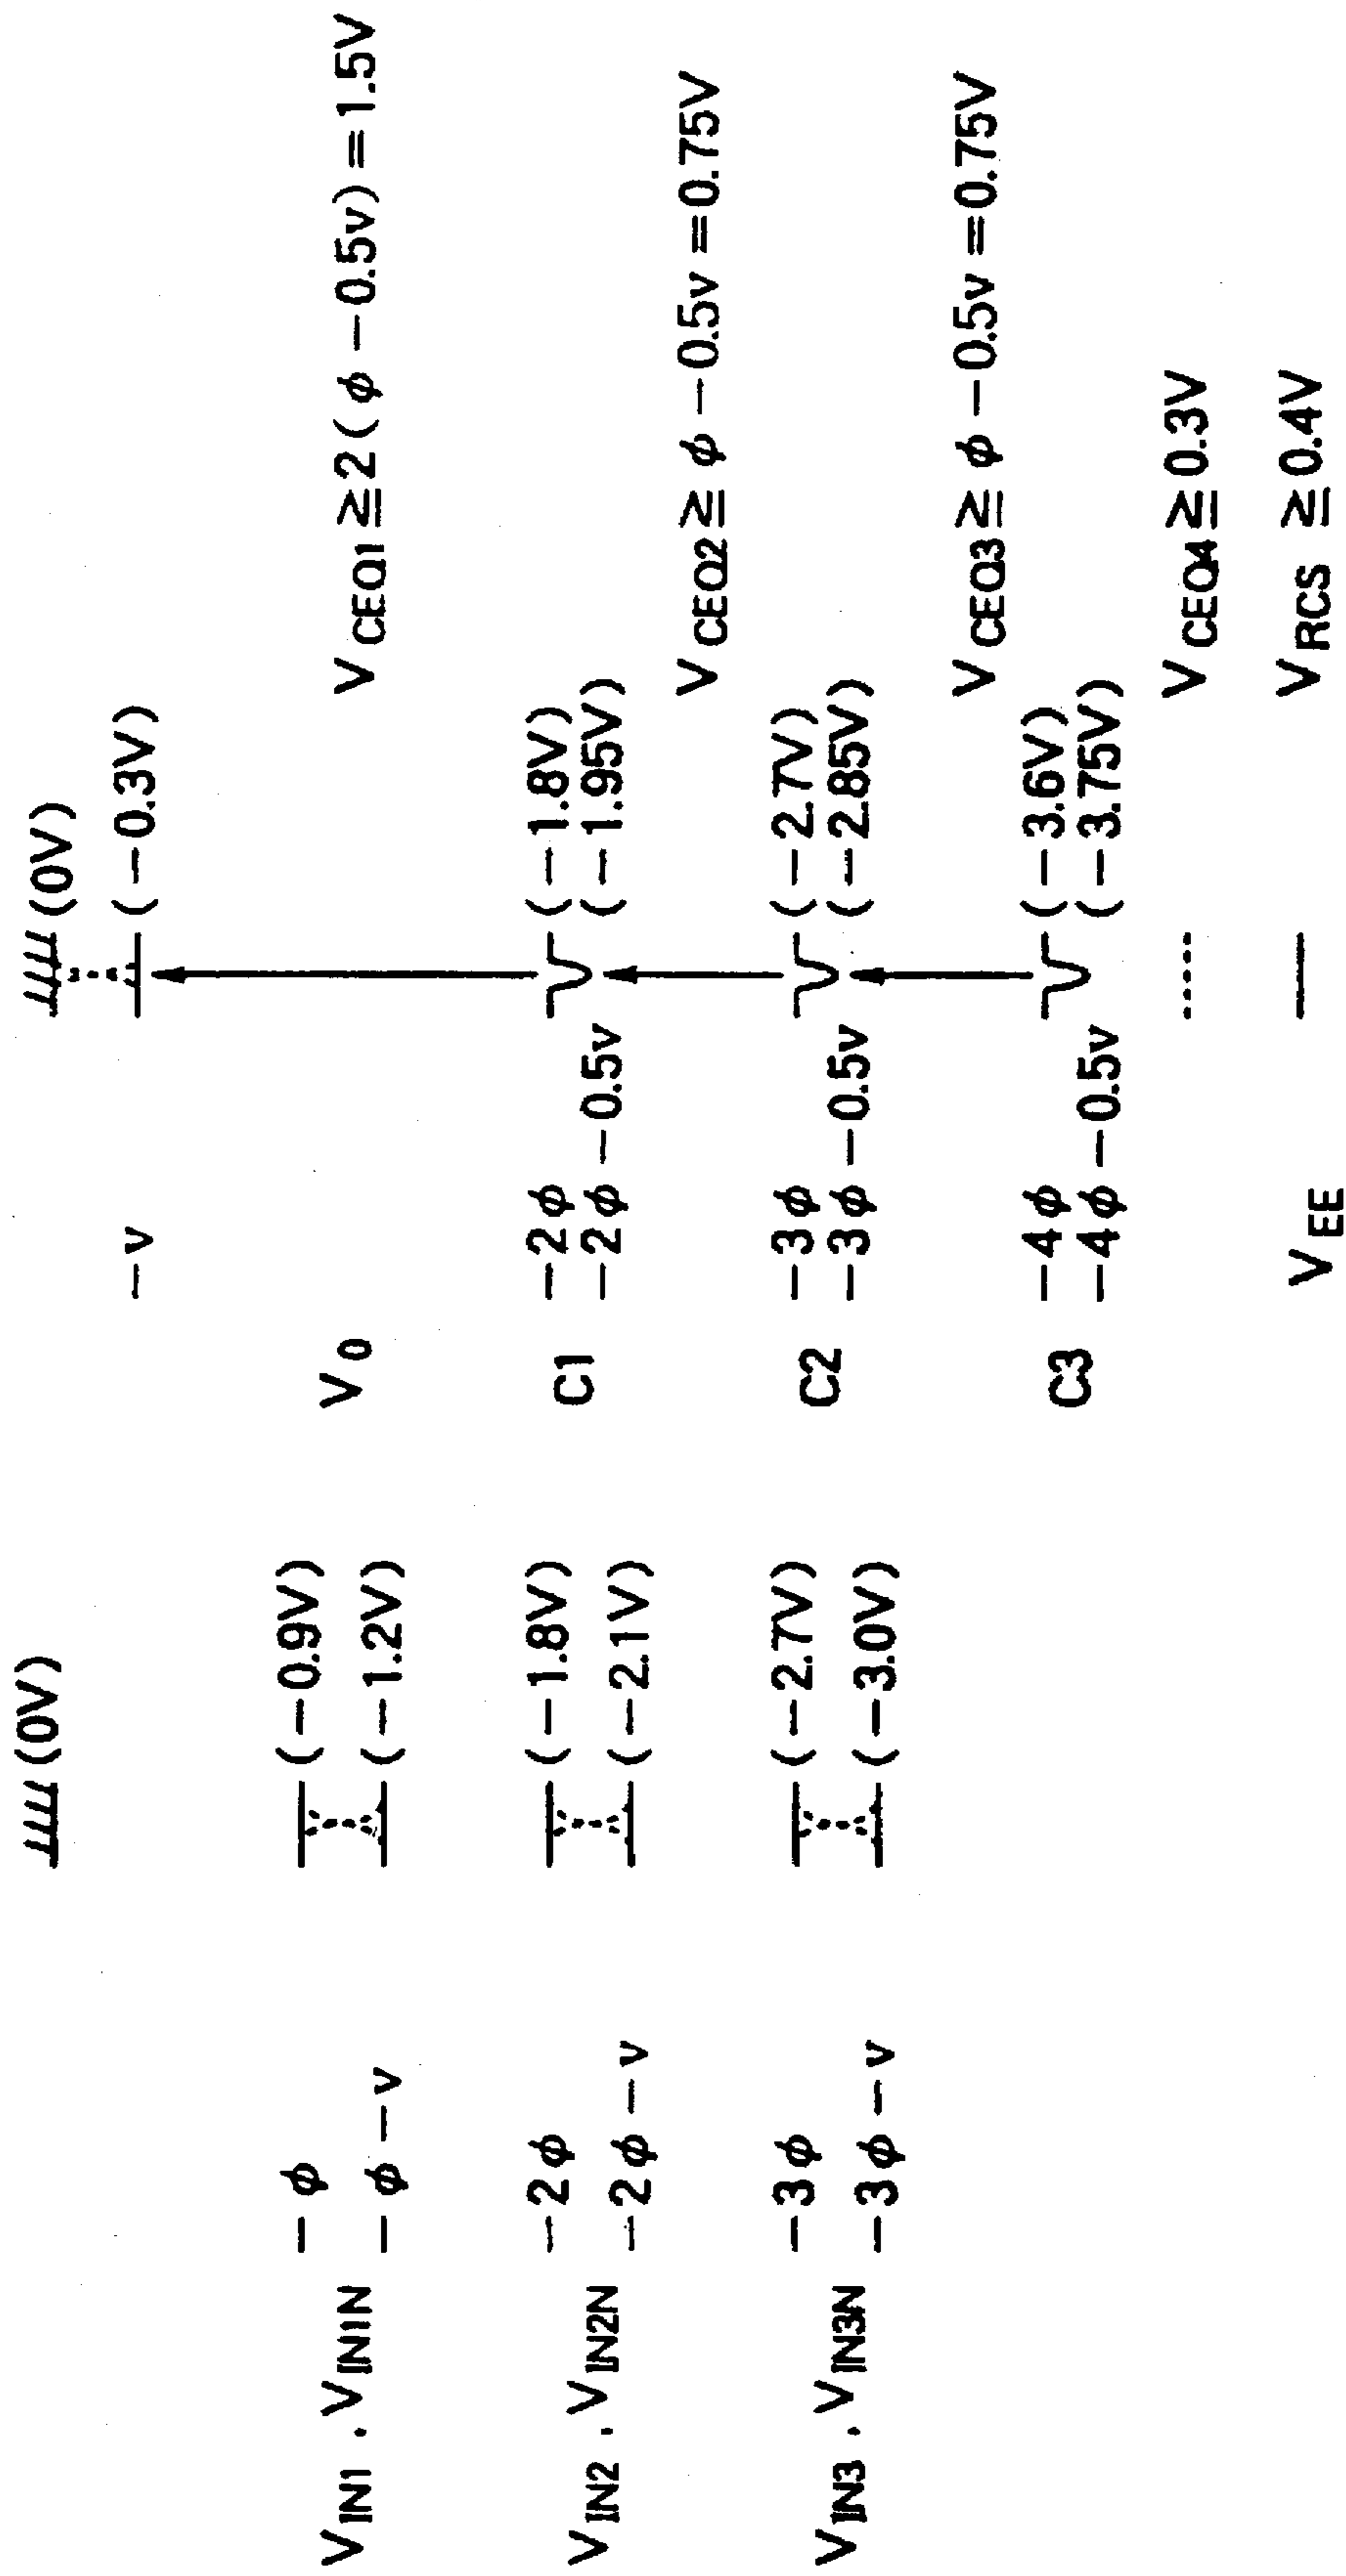 (0V) (0V)
−v (−0.3V)
V_IN1 , V_IN1N −φ (−0.9V) V_0 V_CEQ1≧2(φ−0.5v)=1.5V
−φ−v (−1.2V)
V_IN2 , V_IN2N −2φ (−1.8V) C1 −2φ (−1.8V)
−2φ−v (−2.1V) −2φ−0.5v (−1.95V)
V_CEQ2≧φ−0.5v=0.75V
V_IN3 , V_IN3N −3φ (−2.7V) C2 −3φ (−2.7V)
−3φ−v (−3.0V) −3φ−0.5v (−2.85V)
V_CEQ3≧φ−0.5v=0.75V
C3 −4φ (−3.6V)
−4φ−0.5v (−3.75V)
V_CEQ4≧0.3V
V_EE V_RCS ≧0.4V